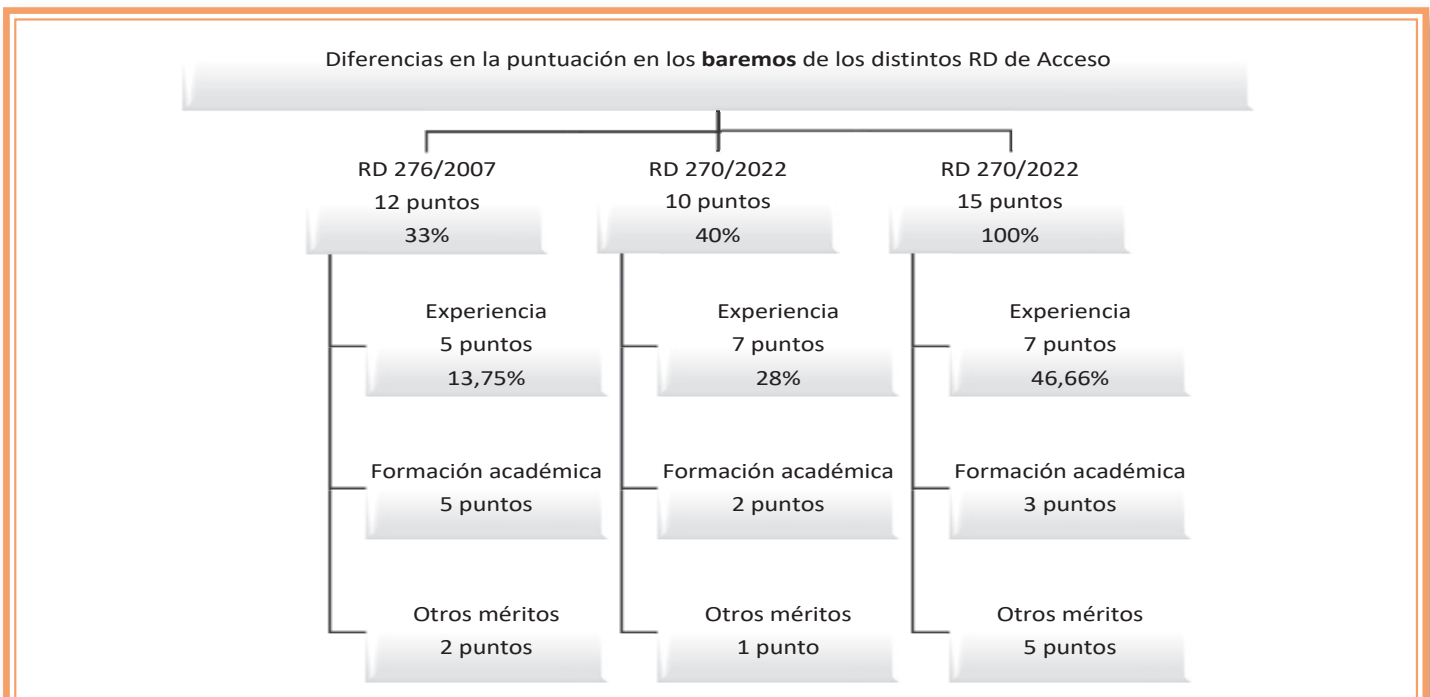 Diferencias en la puntuación en los baremos de los distintos RD de Acceso
RD 276/2007
12 puntos
33%
Experiencia
5 puntos
13,75%
Formación académica
5 puntos
Otros méritos
2 puntos
RD 270/2022
10 puntos
40%
Experiencia
7 puntos
28%
Formación académica
2 puntos
Otros méritos
1 punto
RD 270/2022
15 puntos
100%
Experiencia
7 puntos
46,66%
Formación académica
3 puntos
Otros méritos
5 puntos